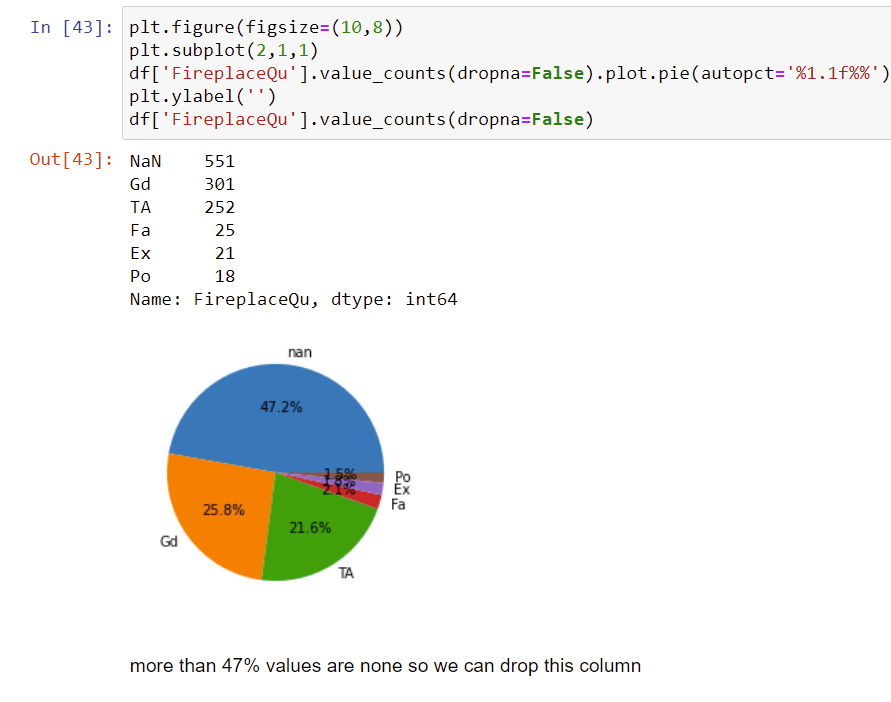 In [43]: plt.figure(figsize=(10,8))
plt.subplot(2,1,1)
df['FireplaceQu'].value_counts(dropna=False).plot.pie(autopct='%1.1f%%')
plt.ylabel('')
df['FireplaceQu'].value_counts(dropna=False)
Out[43]: NaN 551
Gd 301
TA 252
Fa 25
Ex 21
Po 18
Name: FireplaceQu, dtype: int64
nan
47.2%
1.5%
Po
1.8%
Ex
2.1%
Fa
25.8%
21.6%
Gd
TA
more than 47% values are none so we can drop this column